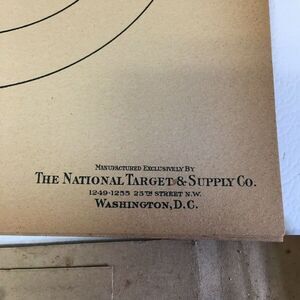 Manufactured Exclusively By
The National Target & Supply Co.
1249-1255 25TH Street N.W.
Washington, D.C.